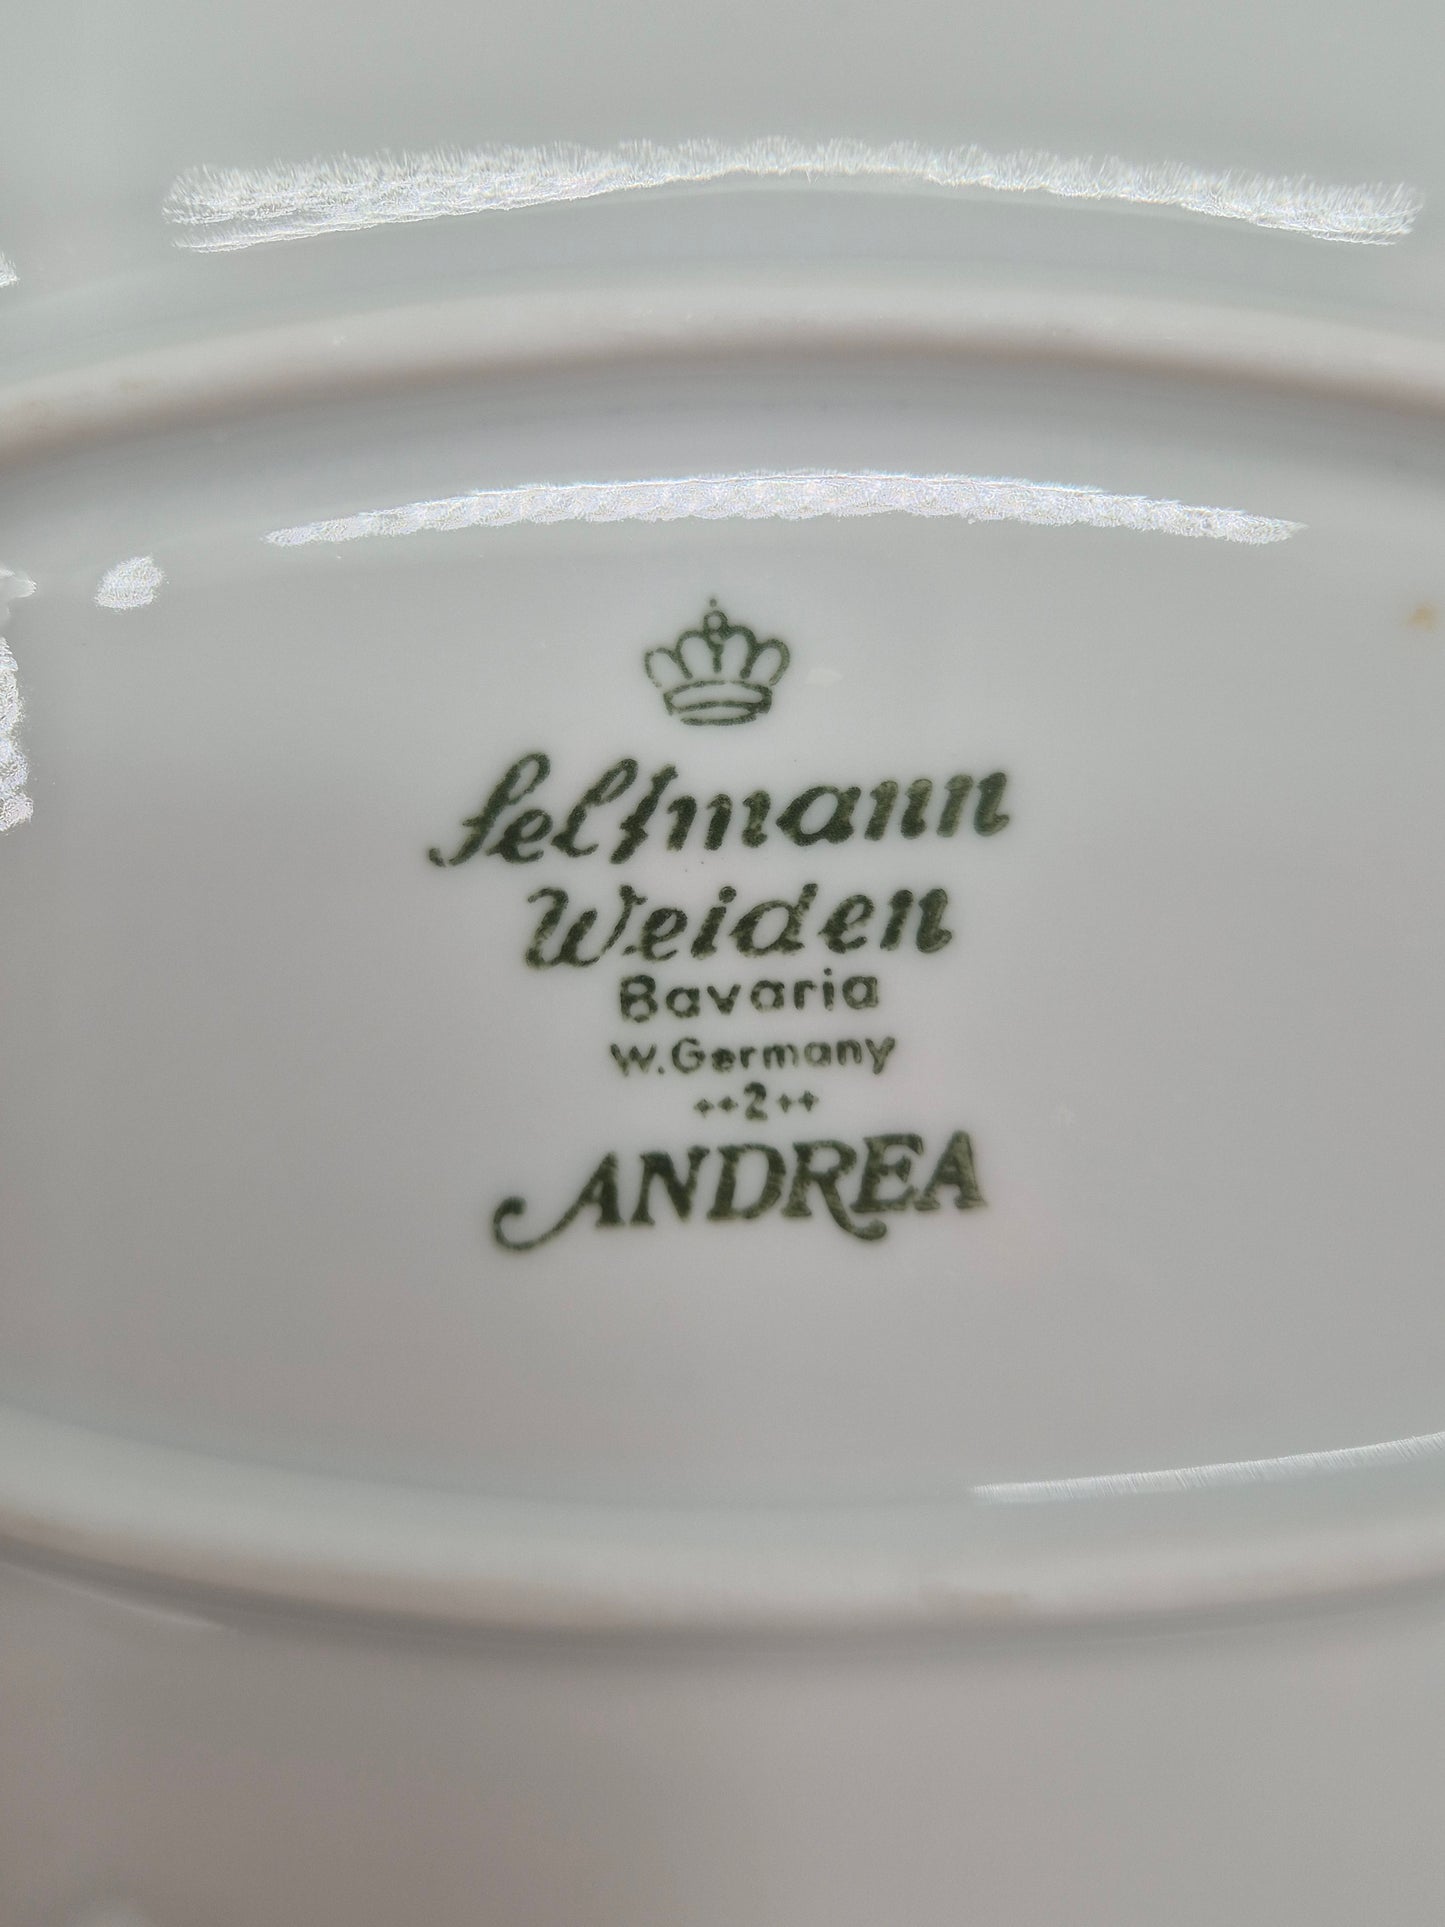 Seltmann
Weiden
Bavaria
W.Germany
++2++
ANDREA